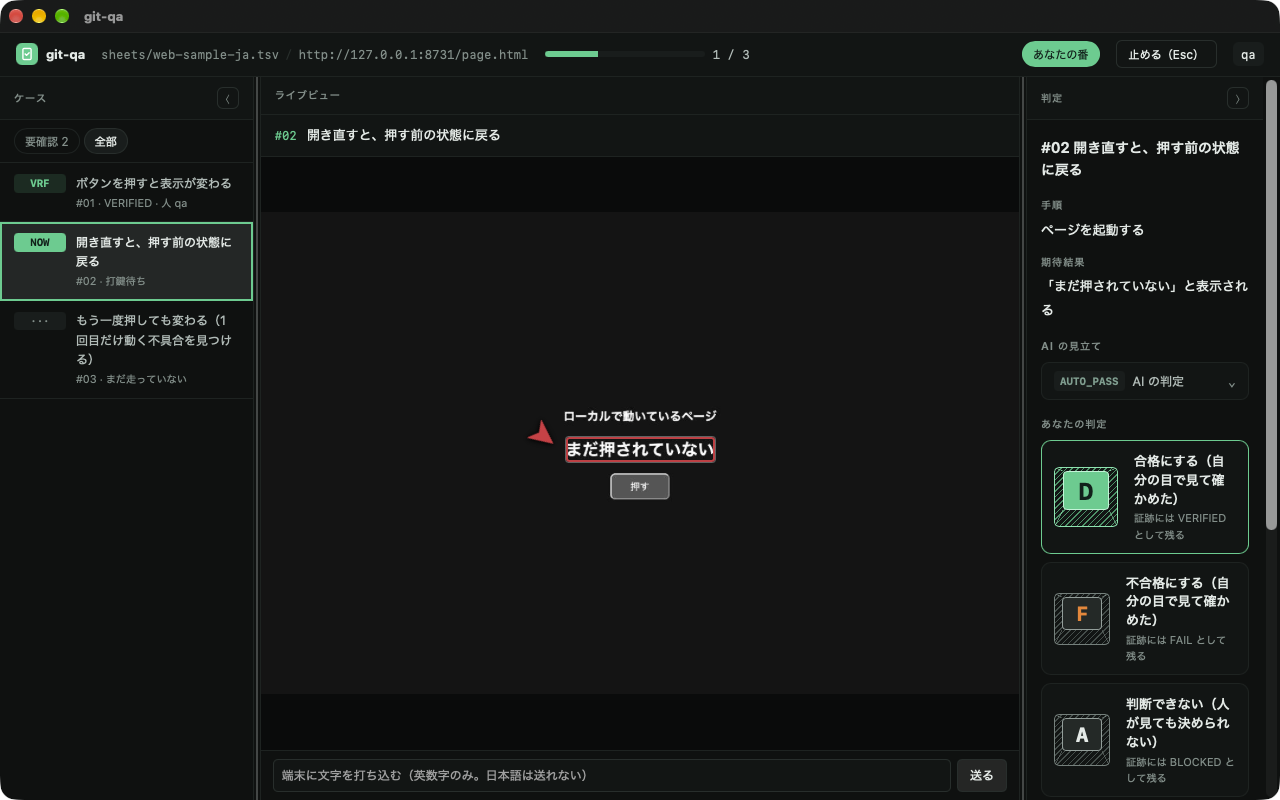 git-qa
git-qa sheets/web-sample-ja.tsv / http://127.0.0.1:8731/page.html 1 / 3 あなたの番 止める (Esc) qa
ケース
要確認 2 全部
VRF ボタンを押すと表示が変わる
#01 · VERIFIED · 人 qa
NOW 開き直すと、押す前の状態に
戻る
#02 · 打鍵待ち
··· もう一度押しても変わる（1
回目だけ動く不具合を見つけ
る）
#03 · まだ走っていない
ライブビュー
#02 開き直すと、押す前の状態に戻る
ローカルで動いているページ
まだ押されていない
押す
端末に文字を打ち込む（英数字のみ。日本語は送れない） 送る
判定
#02 開き直すと、押す前の状態
に戻る
手順
ページを起動する
期待結果
「まだ押されていない」と表示され
る
AI の見立て
AUTO_PASS AI の判定
あなたの判定
D 合格にする（自
分の目で見て確
かめた）
証跡には VERIFIED
として残る
F 不合格にする（自
分の目で見て確か
めた）
証跡には FAIL として
残る
A 判断できない（人
が見ても決められ
ない）
証跡には BLOCKED と
して残る